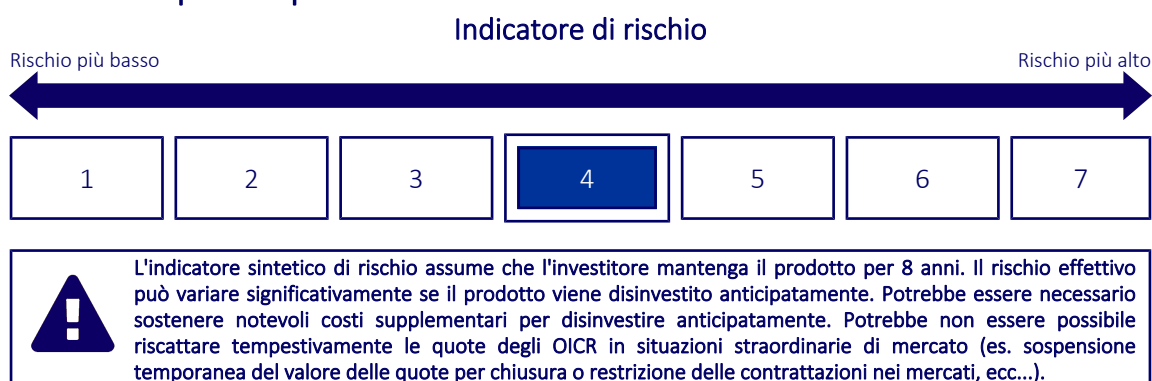 Indicatore di rischio
Rischio più basso
Rischio più alto
1
2
3
4
5
6
7
L'indicatore sintetico di rischio assume che l'investitore mantenga il prodotto per 8 anni. Il rischio effettivo
può variare significativamente se il prodotto viene disinvestito anticipatamente. Potrebbe essere necessario
sostenere notevoli costi supplementari per disinvestire anticipatamente. Potrebbe non essere possibile
riscattare tempestivamente le quote degli OICR in situazioni straordinarie di mercato (es. sospensione
temporanea del valore delle quote per chiusura o restrizione delle contrattazioni nei mercati, ecc...).